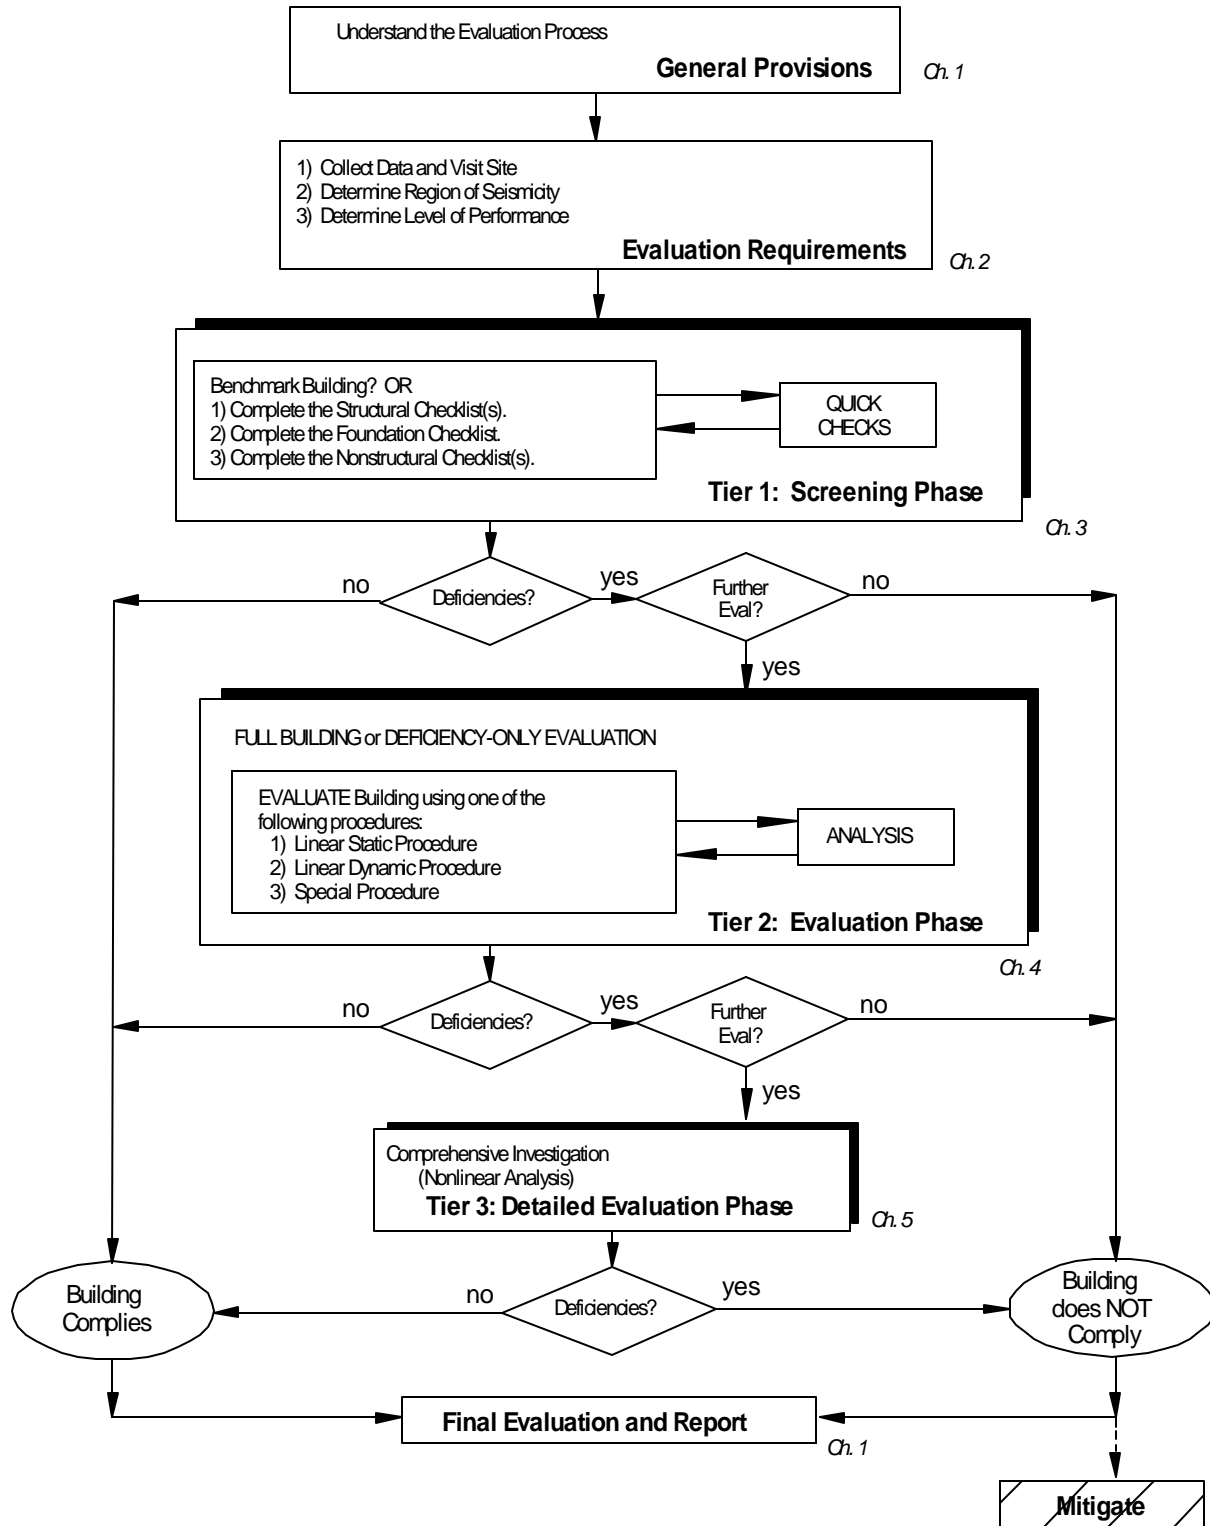 Understand the Evaluation Process
General Provisions
Ch. 1
1) Collect Data and Visit Site
2) Determine Region of Seismicity
3) Determine Level of Performance
Evaluation Requirements
Ch. 2
Benchmark Building? OR
1) Complete the Structural Checklist(s).
2) Complete the Foundation Checklist.
3) Complete the Nonstructural Checklist(s).
QUICK
CHECKS
Tier 1: Screening Phase
Ch. 3
no
Deficiencies?
yes
Further
Eval?
no
yes
FULL BUILDING or DEFICIENCY-ONLY EVALUATION
EVALUATE Building using one of the
following procedures:
1) Linear Static Procedure
2) Linear Dynamic Procedure
3) Special Procedure
ANALYSIS
Tier 2: Evaluation Phase
Ch. 4
no
Deficiencies?
yes
Further
Eval?
no
yes
Comprehensive Investigation
(Nonlinear Analysis)
Tier 3: Detailed Evaluation Phase
Ch. 5
Building
Complies
no
Deficiencies?
yes
Building
does NOT
Comply
Final Evaluation and Report
Ch. 1
Mitigate